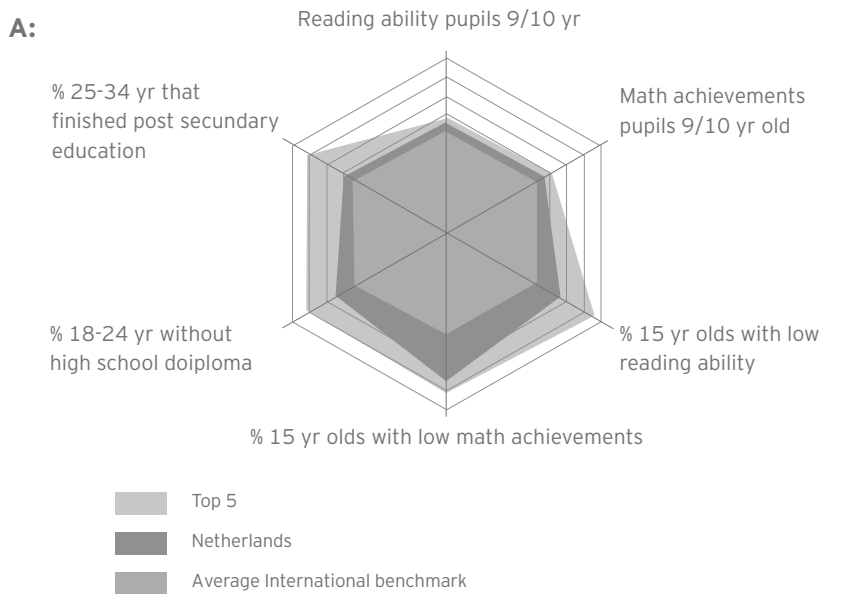 A:
Reading ability pupils 9/10 yr
% 25-34 yr that
finished post secundary
education
Math achievements
pupils 9/10 yr old
% 18-24 yr without
high school doiploma
% 15 yr olds with low
reading ability
% 15 yr olds with low math achievements
Top 5
Netherlands
Average International benchmark